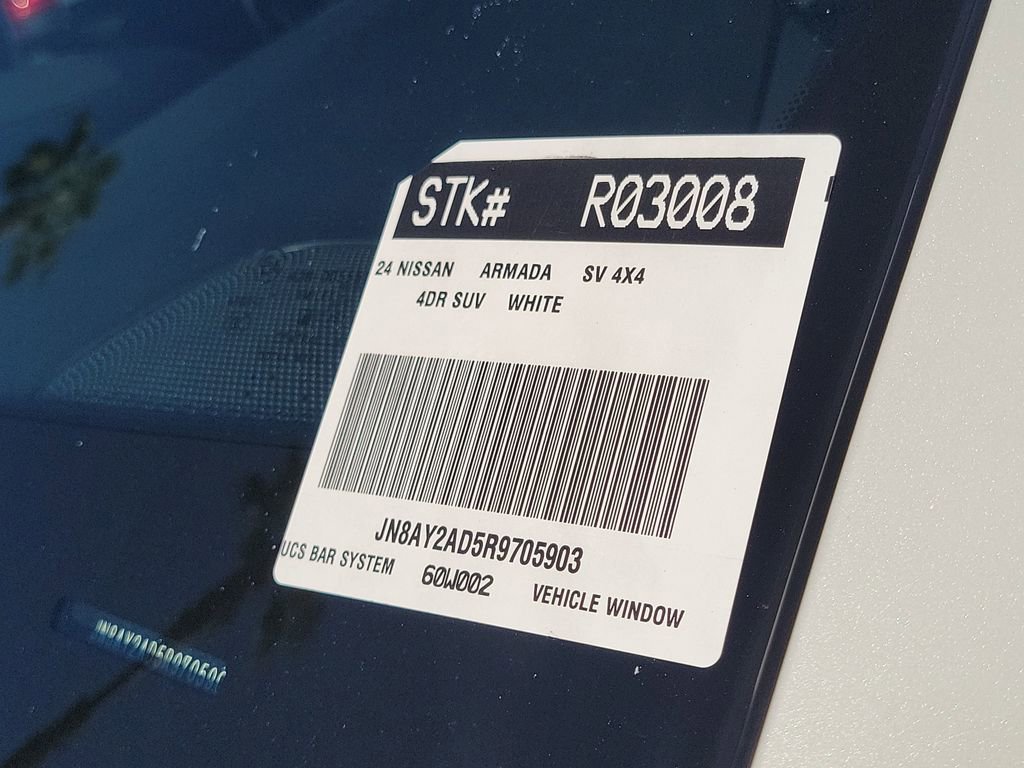 STK# R03008
24 NISSAN ARMADA SV 4X4
4DR SUV WHITE
JN8AY2AD5R9705903
UCS BAR SYSTEM 60W002 VEHICLE WINDOW